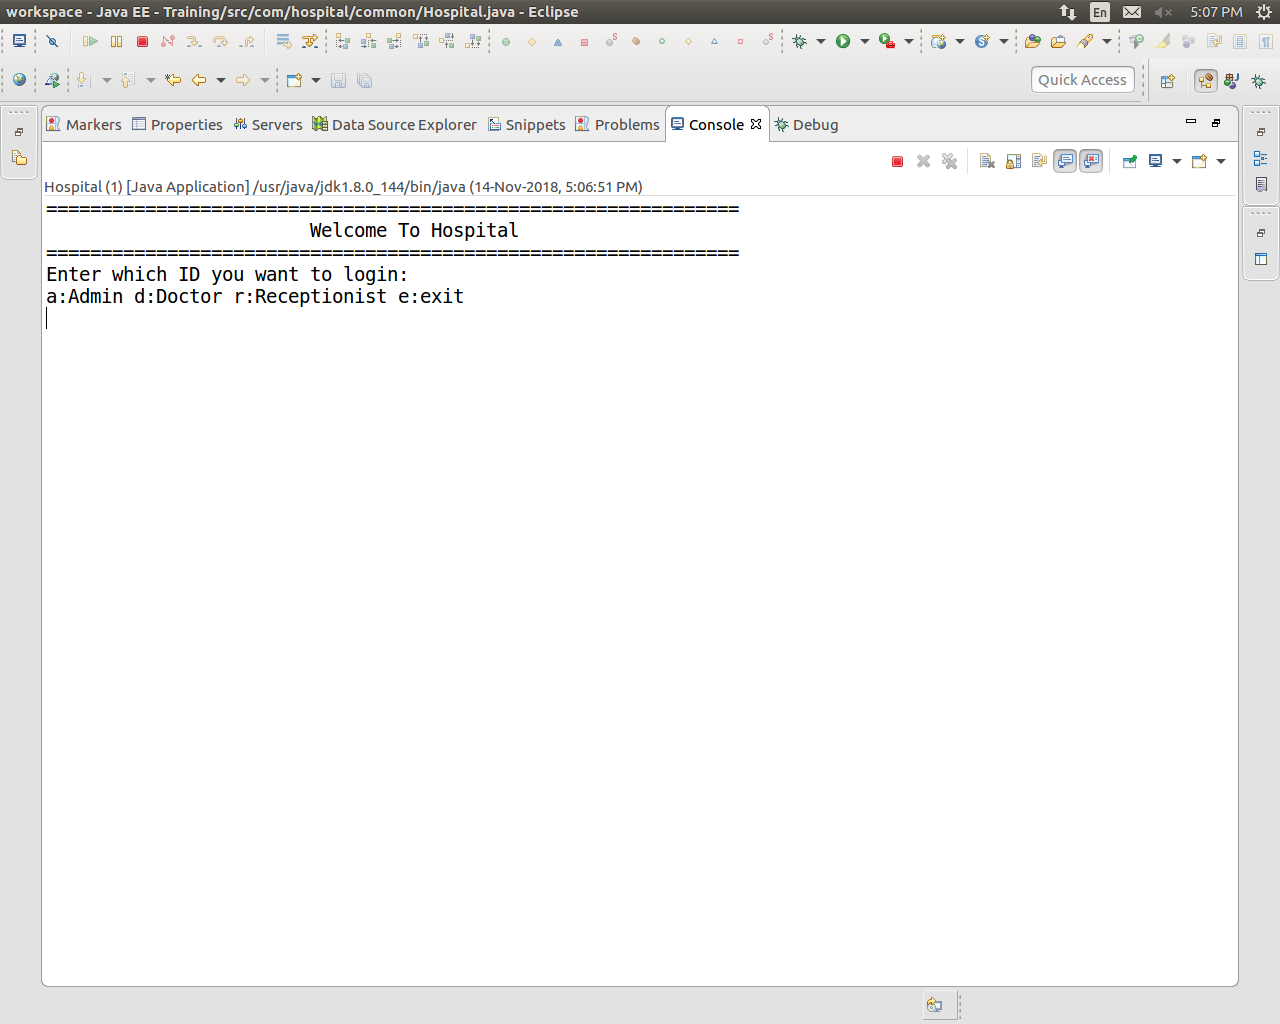 workspace - Java EE - Training/src/com/hospital/common/Hospital.java - Eclipse
En
5:07 PM
Quick Access
Markers Properties Servers Data Source Explorer Snippets Problems Console Debug
Hospital (1) [Java Application] /usr/java/jdk1.8.0_144/bin/java (14-Nov-2018, 5:06:51 PM)
===============================================================
Welcome To Hospital
===============================================================
Enter which ID you want to login:
a:Admin d:Doctor r:Receptionist e:exit